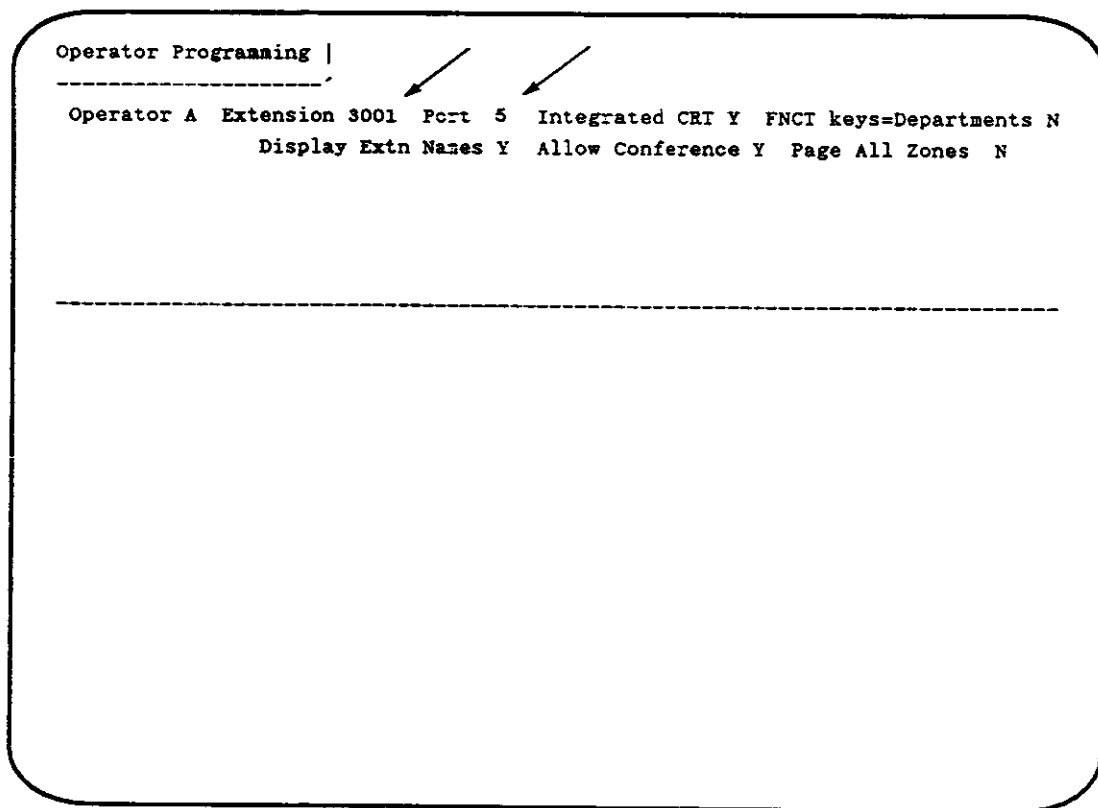 Operator Programming |
---------------------'
Operator A Extension 3001 Port 5 Integrated CRT Y FNCT keys=Departments N
Display Extn Names Y Allow Conference Y Page All Zones N
-------------------------------------------------------------------------------